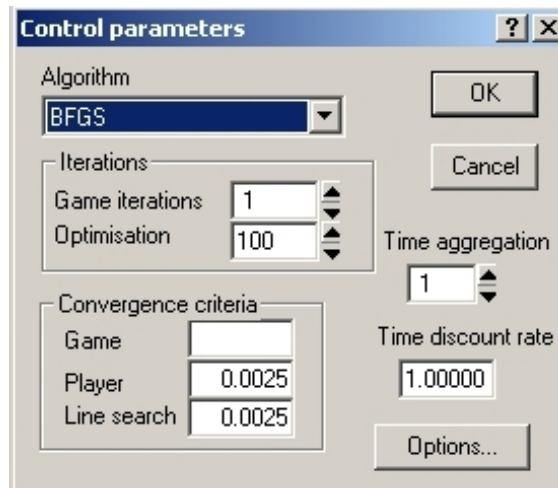 Control parameters
?
Algorithm
OK
BFGS
Iterations
Cancel
Game iterations 1
Optimisation 100
Time aggregation
1
Convergence criteria
Game
Time discount rate
Player 0.0025
1.00000
Line search 0.0025
Options...